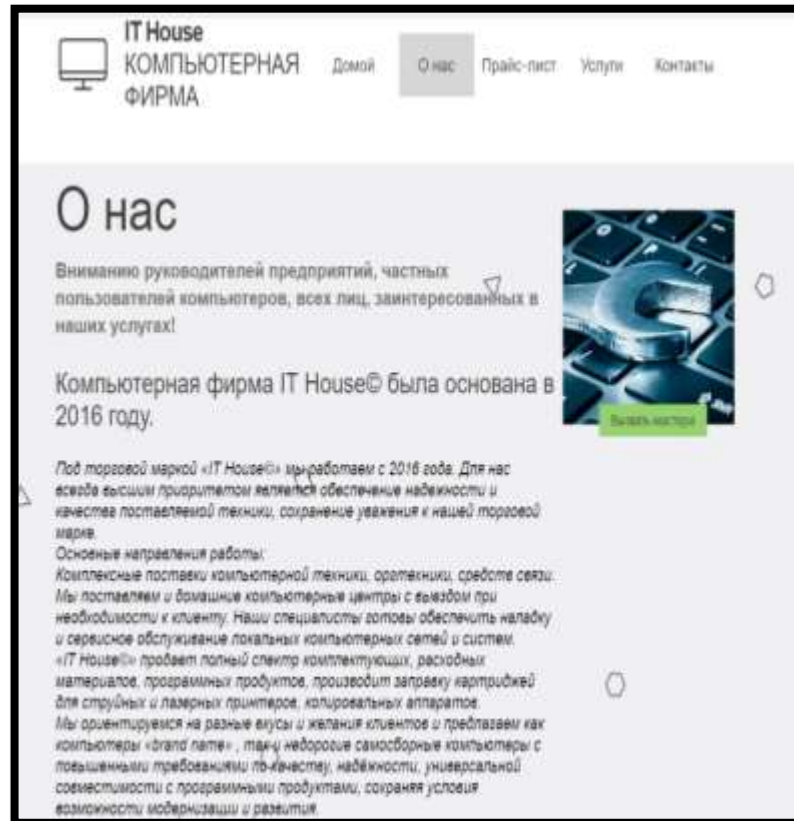 IT House
КОМПЬЮТЕРНАЯ
ФИРМА
Домой О нас Прайс-лист Услуги Контакты
О нас
Вниманию руководителей предприятий, частных
пользователей компьютеров, всех лиц, заинтересованных в
наших услугах!
Компьютерная фирма IT House© была основана в
2016 году.
Вызвать мастера
Под торговой маркой «IT House©» мы работаем с 2016 года. Для нас
всегда высшим приоритетом является обеспечение надежности и
качества поставляемой техники, сохранение уважения к нашей торговой
марке.
Основные направления работы:
Комплексные поставки компьютерной техники, оргтехники, средств связи.
Мы поставляем и домашние компьютерные центры с выездом при
необходимости к клиенту. Наши специалисты готовы обеспечить наладку
и сервисное обслуживание локальных компьютерных сетей и систем.
«IT House©» продает полный спектр комплектующих, расходных
материалов, программных продуктов, производит заправку картриджей
для струйных и лазерных принтеров, копировальных аппаратов.
Мы ориентируемся на разные вкусы и желания клиентов и предлагаем как
компьютеры «brand name» , так и недорогие самосборные компьютеры с
повышенными требованиями по качеству, надёжности, универсальной
совместимости с программными продуктами, сохраняя условия
возможности модернизации и развития.